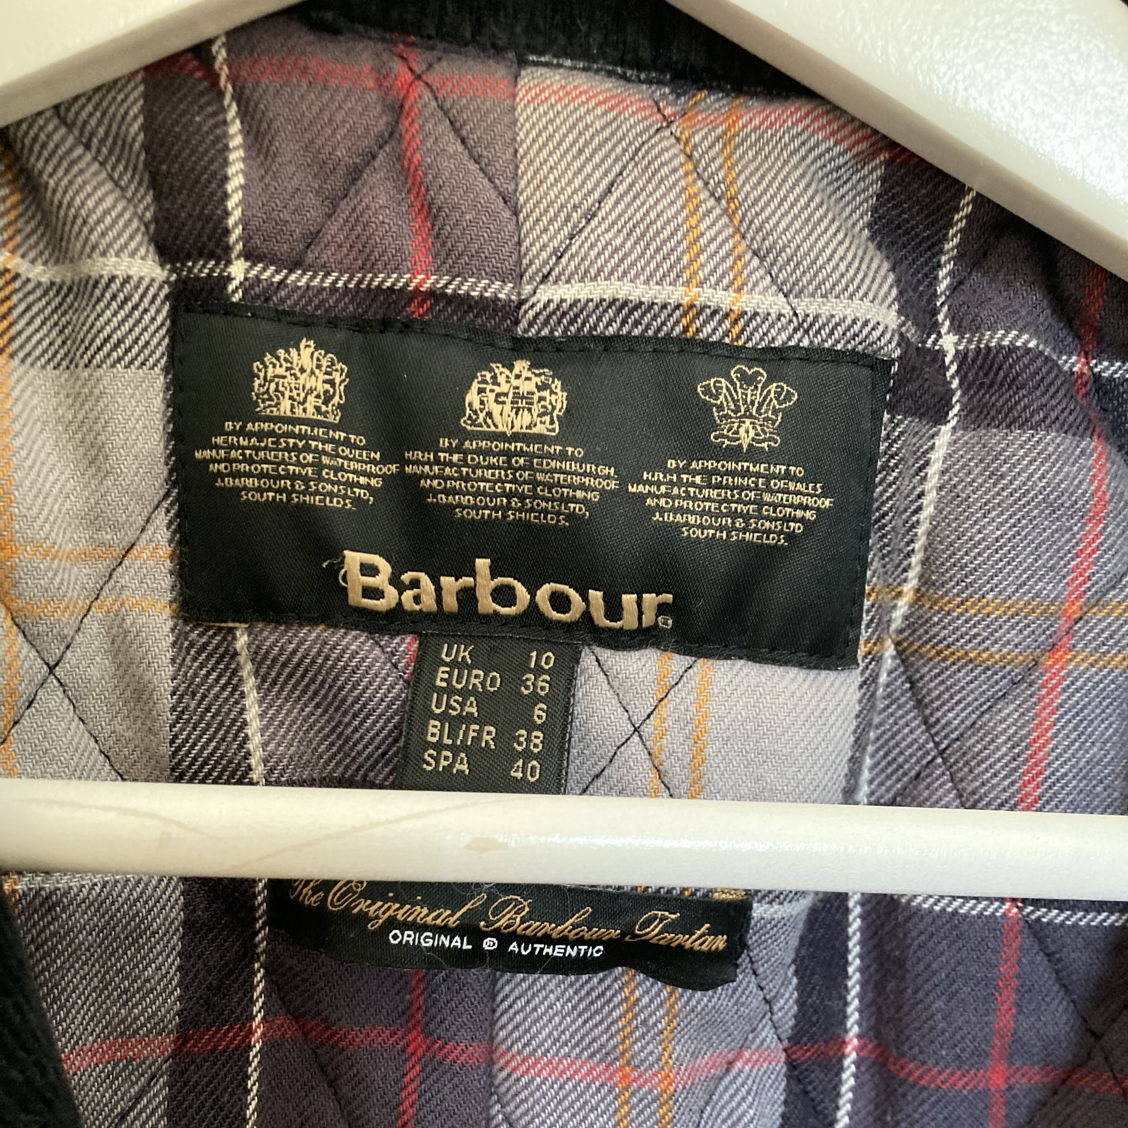 BY APPOINTMENT TO
HER MAJESTY THE QUEEN
MANUFACTURERS OF WATERPROOF
AND PROTECTIVE CLOTHING
J.BARBOUR & SONS LTD,
SOUTH SHIELDS.
BY APPOINTMENT TO
H.R.H THE DUKE OF EDINBURGH,
MANUFACTURERS OF WATERPROOF
AND PROTECTIVE CLOTHING
J.BARBOUR & SONS LTD,
SOUTH SHIELDS.
BY APPOINTMENT TO
H.R.H THE PRINCE OF WALES
MANUFACTURERS OF WATERPROOF
AND PROTECTIVE CLOTHING
J.BARBOUR & SONS LTD
SOUTH SHIELDS.
Barbour®
UK 10
EURO 36
USA 6
BL/FR 38
SPA 40
The Original Barbour Tartan
ORIGINAL ® AUTHENTIC